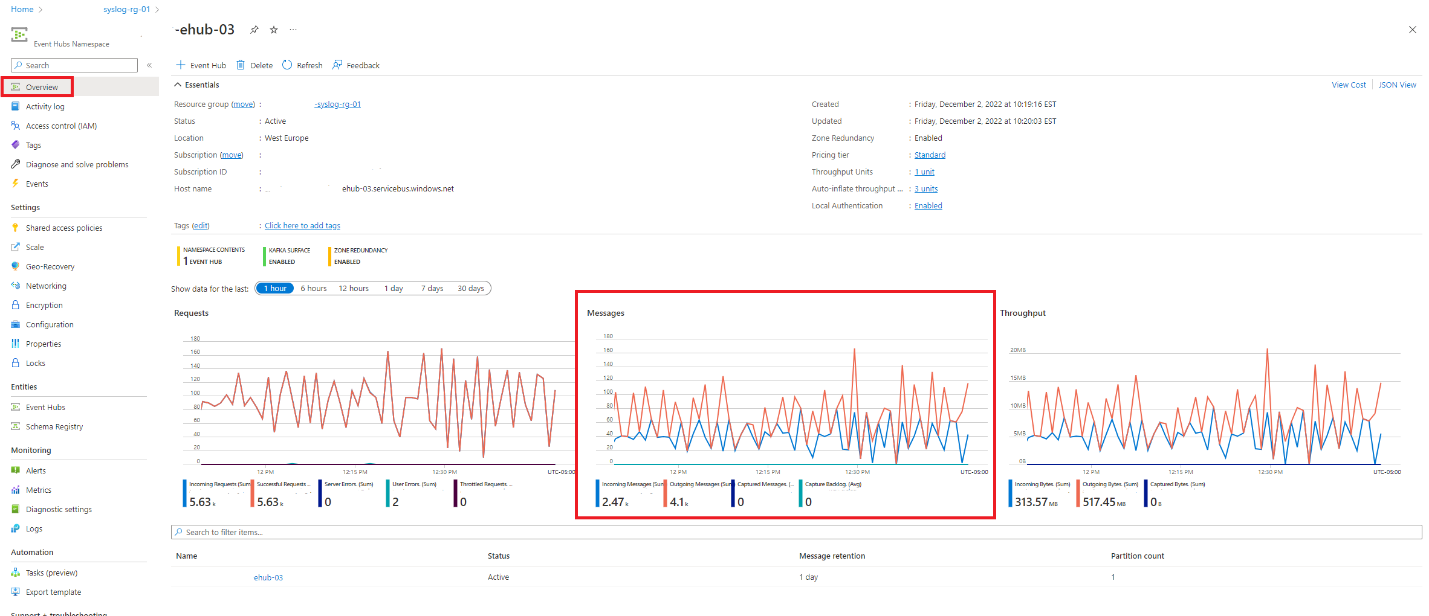 Home > syslog-rg-01 >
-ehub-03
Event Hubs Namespace
Search
Overview
Activity log
Access control (IAM)
Tags
Diagnose and solve problems
Events
Settings
Shared access policies
Scale
Geo-Recovery
Networking
Encryption
Configuration
Properties
Locks
Entities
Event Hubs
Schema Registry
Monitoring
Alerts
Metrics
Diagnostic settings
Logs
Automation
Tasks (preview)
Export template
Support + troubleshooting
Event Hub Delete Refresh Feedback
Essentials
View Cost JSON View
Resource group (move) : -syslog-rg-01
Status : Active
Location : West Europe
Subscription (move) :
Subscription ID :
Host name : ehub-03.servicebus.windows.net
Tags (edit) : Click here to add tags
Created : Friday, December 2, 2022 at 10:19:16 EST
Updated : Friday, December 2, 2022 at 10:20:03 EST
Zone Redundancy : Enabled
Pricing tier : Standard
Throughput Units : 1 unit
Auto-inflate throughput ... : 3 units
Local Authentication : Enabled
NAMESPACE CONTENTS
1 EVENT HUB
KAFKA SURFACE
ENABLED
ZONE REDUNDANCY
ENABLED
Show data for the last: 1 hour 6 hours 12 hours 1 day 7 days 30 days
Requests
180
160
140
120
100
80
60
40
20
0
12 PM 12:15 PM 12:30 PM UTC-05:00
Incoming Requests (Sum) Successful Requests ... Server Errors (Sum) User Errors (Sum) Throttled Requests ...
5.63 k 5.63 k 0 2 0
Messages
180
160
140
120
100
80
60
40
20
0
12 PM 12:15 PM 12:30 PM UTC-05:00
Incoming Messages (Sum) Outgoing Messages (Sum) Captured Messages. (... Capture Backlog. (Avg)
2.47 k 4.1 k 0 0
Throughput
20MB
15MB
10MB
5MB
0B
12 PM 12:15 PM 12:30 PM UTC-05:00
Incoming Bytes. (Sum) Outgoing Bytes. (Sum) Captured Bytes. (Sum)
313.57 MB 517.45 MB 0 B
Search to filter items...
Name Status Message retention Partition count
ehub-03 Active 1 day 1